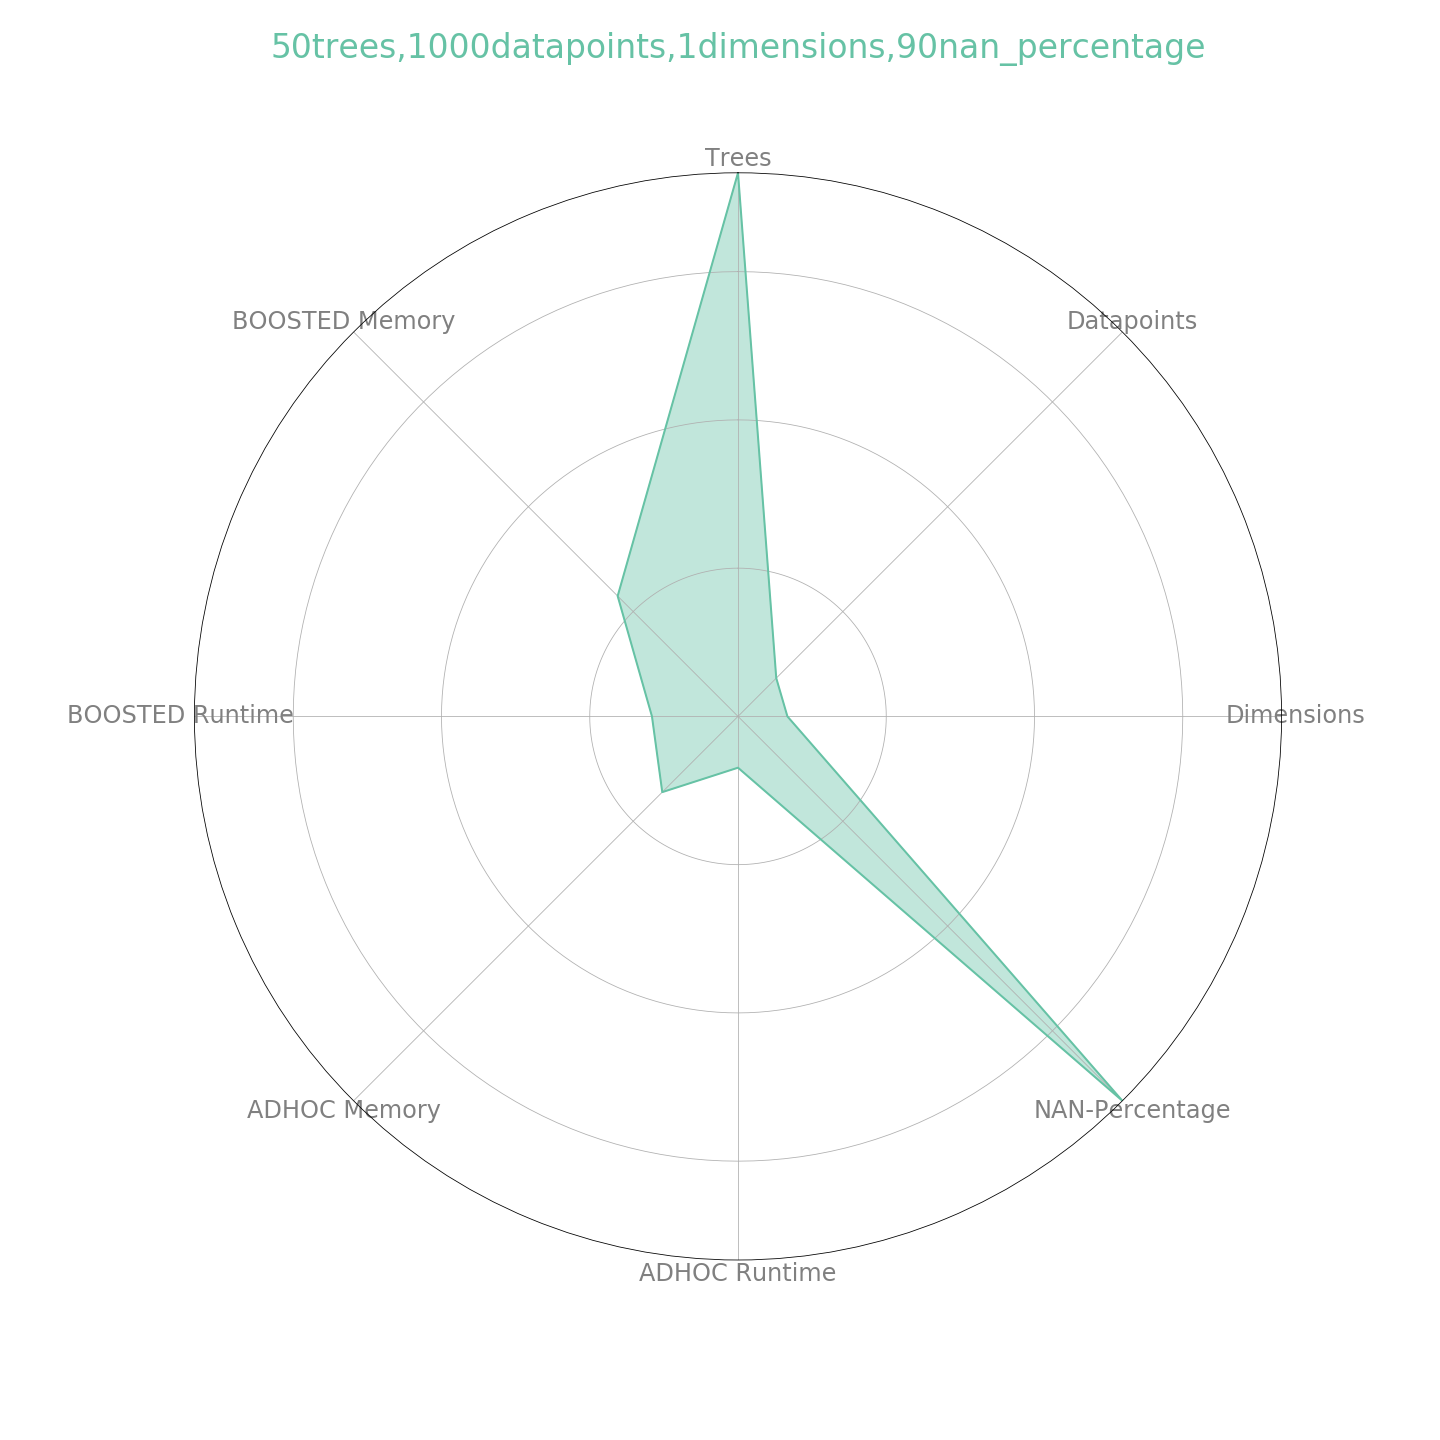 50trees,1000datapoints,1dimensions,90nan_percentage
Trees
BOOSTED Memory
Datapoints
BOOSTED Runtime
Dimensions
ADHOC Memory
NAN-Percentage
ADHOC Runtime